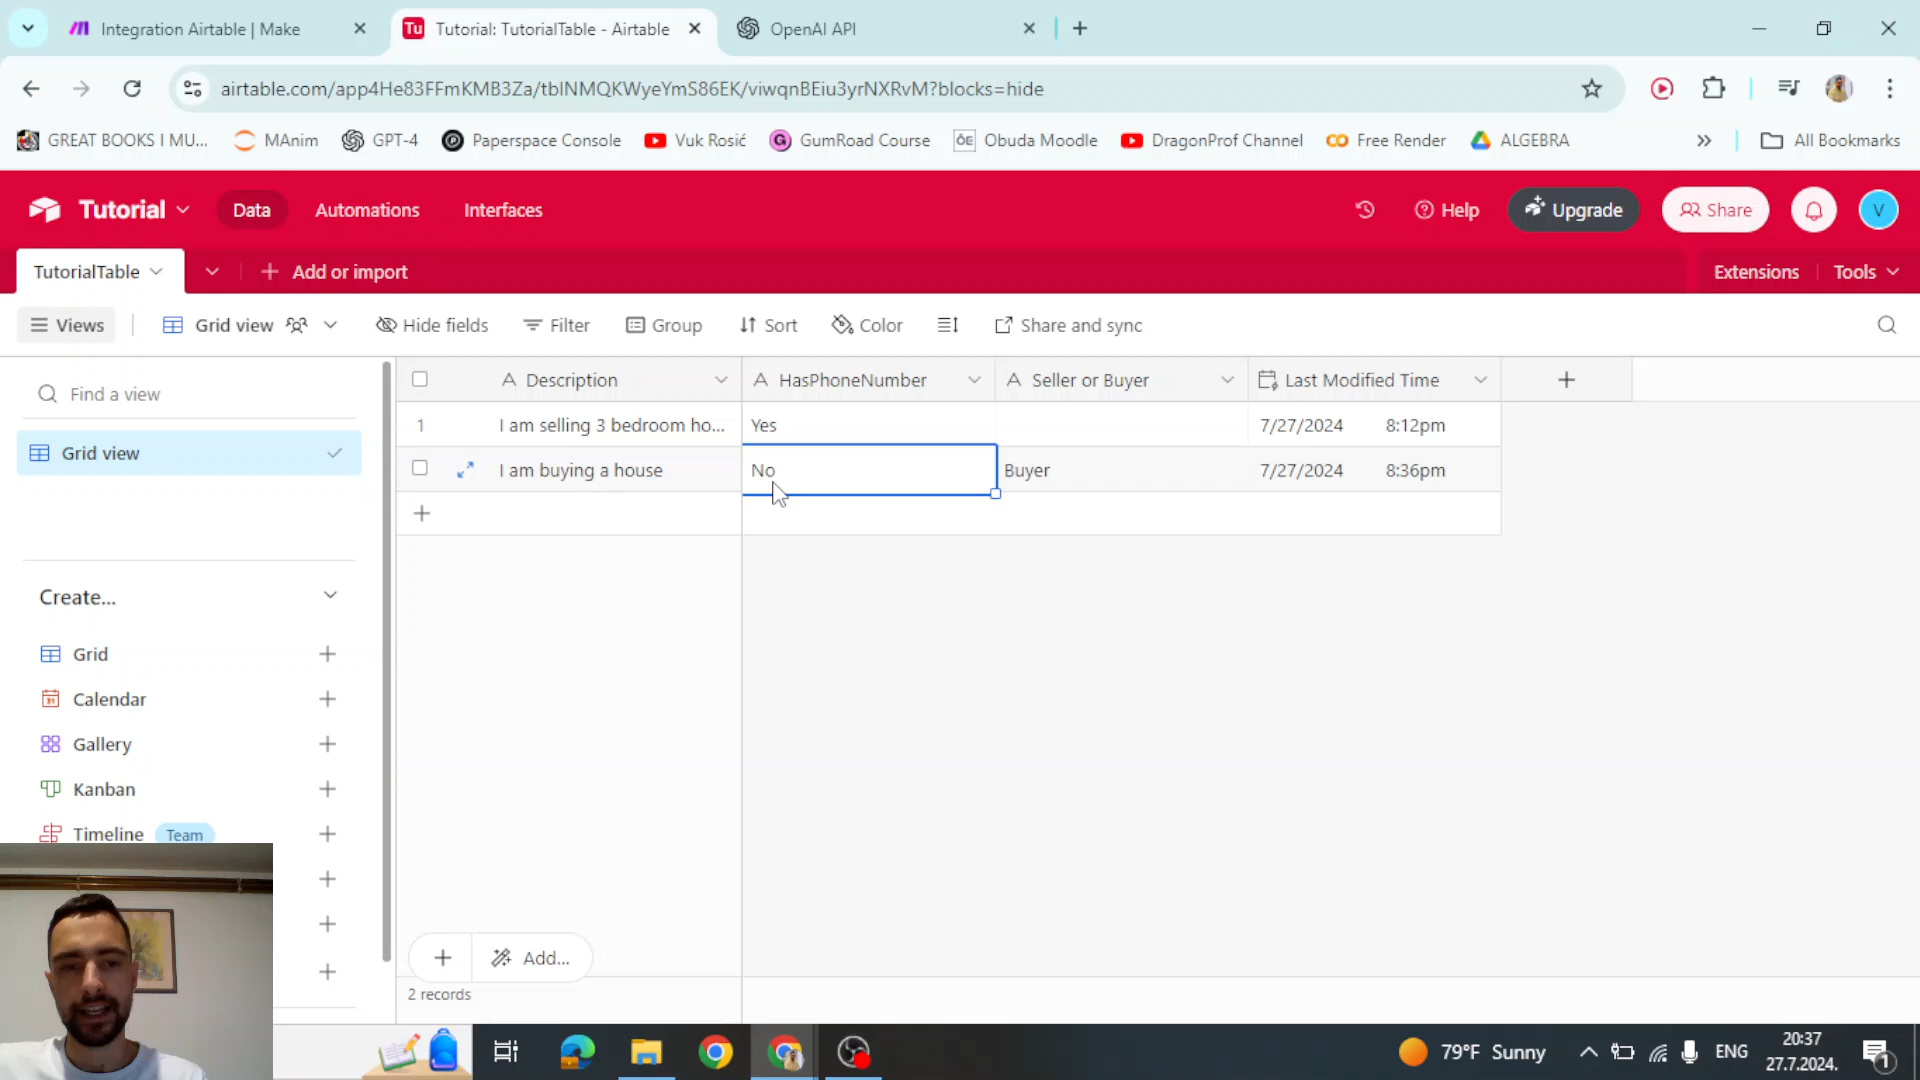 Integration Airtable | Make
Tu
Tutorial: TutorialTable - Airtable
OpenAI API
airtable.com/app4He83FFmKMB3Za/tblNMQKWyeYmS86EK/viwqnBEiu3yrNXRvM?blocks=hide
GREAT BOOKS I MU...
MAnim
GPT-4
Paperspace Console
Vuk Rosić
GumRoad Course
Obuda Moodle
DragonProf Channel
Free Render
ALGEBRA
All Bookmarks
Tutorial
Data
Automations
Interfaces
Help
Upgrade
Share
V
TutorialTable
Add or import
Extensions
Tools
Views
Grid view
Hide fields
Filter
Group
Sort
Color
Share and sync
Find a view
Grid view
Create...
Grid
Calendar
Gallery
Kanban
Timeline
Team
Description
HasPhoneNumber
Seller or Buyer
Last Modified Time
1
I am selling 3 bedroom ho...
Yes
7/27/2024
8:12pm
I am buying a house
No
Buyer
7/27/2024
8:36pm
Add...
2 records
79°F Sunny
ENG
20:37
27.7.2024.
1